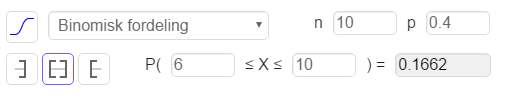 Binomisk fordeling n 10 p 0.4
P( 6 ≤ X ≤ 10 ) = 0.1662